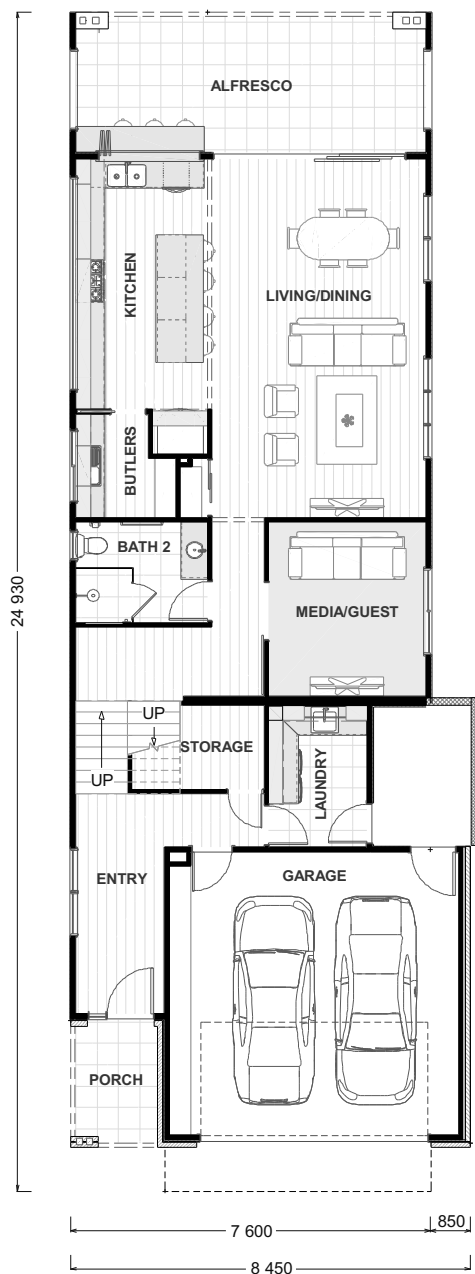 ALFRESCO
KITCHEN
LIVING/DINING
BUTLERS
BATH 2
MEDIA/GUEST
24 930
UP
STORAGE
UP
LAUNDRY
ENTRY
GARAGE
PORCH
7 600
850
8 450